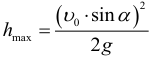 h_max = (υ₀ · sin α)² / 2g